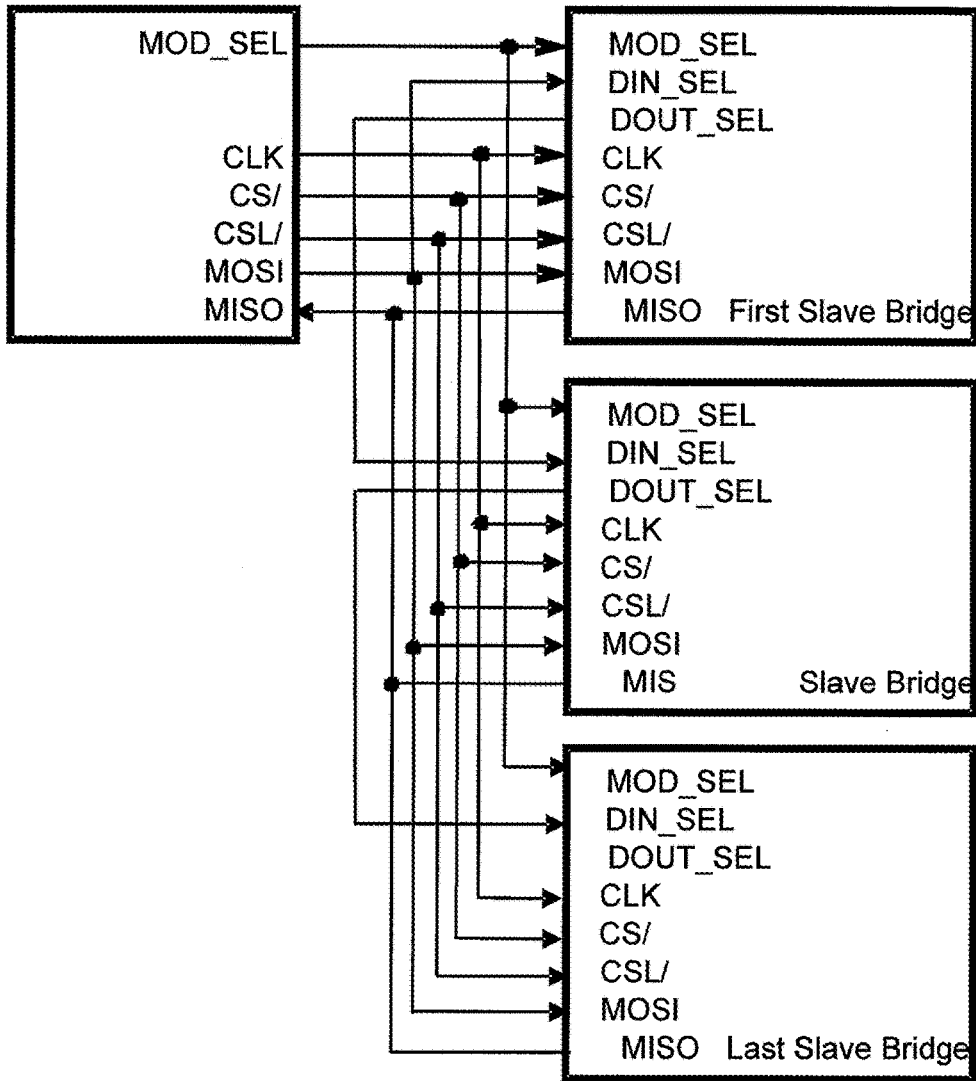 MOD_SEL
CLK
CS/
CSL/
MOSI
MISO
MOD_SEL
DIN_SEL
DOUT_SEL
CLK
CS/
CSL/
MOSI
MISO First Slave Bridge
MOD_SEL
DIN_SEL
DOUT_SEL
CLK
CS/
CSL/
MOSI
MIS Slave Bridge
MOD_SEL
DIN_SEL
DOUT_SEL
CLK
CS/
CSL/
MOSI
MISO Last Slave Bridge